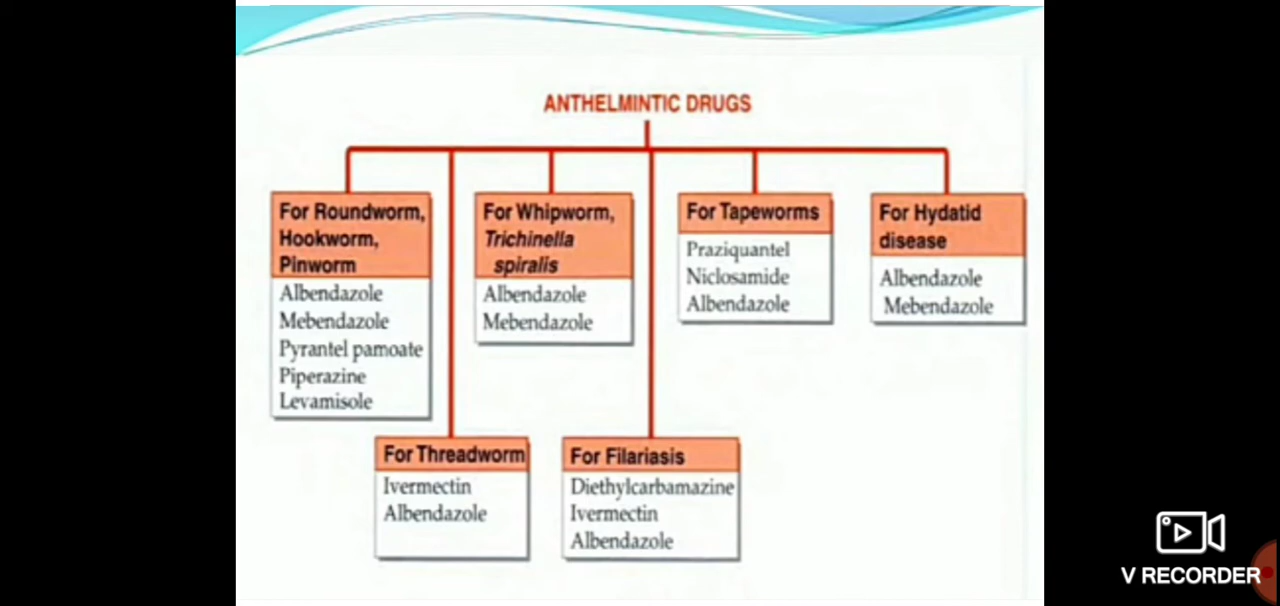 ANTHELMINTIC DRUGS
For Roundworm,
Hookworm,
Pinworm
Albendazole
Mebendazole
Pyrantel pamoate
Piperazine
Levamisole
For Whipworm,
Trichinella
spiralis
Albendazole
Mebendazole
For Tapeworms
Praziquantel
Niclosamide
Albendazole
For Hydatid
disease
Albendazole
Mebendazole
For Threadworm
Ivermectin
Albendazole
For Filariasis
Diethylcarbamazine
Ivermectin
Albendazole
V RECORDER